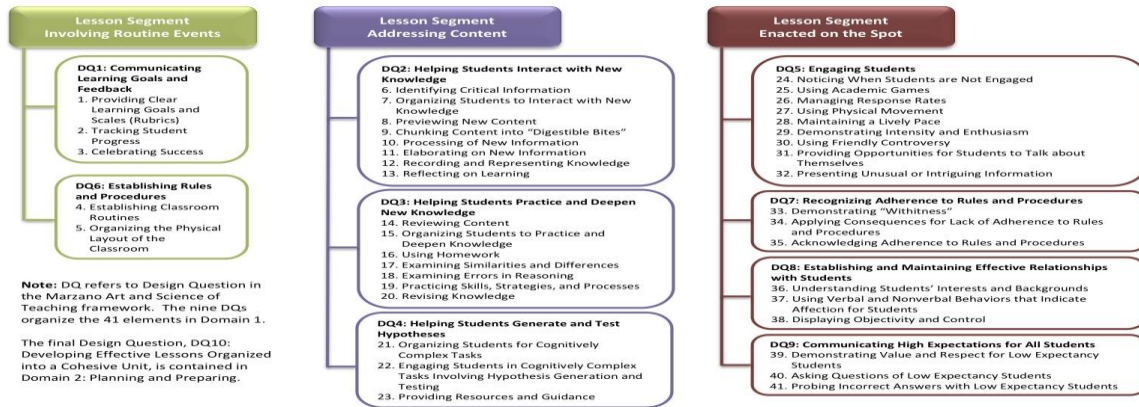 Lesson Segment
Involving Routine Events
DQ1: Communicating
Learning Goals and
Feedback
1. Providing Clear
Learning Goals and
Scales (Rubrics)
2. Tracking Student
Progress
3. Celebrating Success
DQ6: Establishing Rules
and Procedures
4. Establishing Classroom
Routines
5. Organizing the Physical
Layout of the
Classroom
Note: DQ refers to Design Question in
the Marzano Art and Science of
Teaching framework. The nine DQs
organize the 41 elements in Domain 1.
The final Design Question, DQ10:
Developing Effective Lessons Organized
into a Cohesive Unit, is contained in
Domain 2: Planning and Preparing.
Lesson Segment
Addressing Content
DQ2: Helping Students Interact with New
Knowledge
6. Identifying Critical Information
7. Organizing Students to Interact with New
Knowledge
8. Previewing New Content
9. Chunking Content into “Digestible Bites”
10. Processing of New Information
11. Elaborating on New Information
12. Recording and Representing Knowledge
13. Reflecting on Learning
DQ3: Helping Students Practice and Deepen
New Knowledge
14. Reviewing Content
15. Organizing Students to Practice and
Deepen Knowledge
16. Using Homework
17. Examining Similarities and Differences
18. Examining Errors in Reasoning
19. Practicing Skills, Strategies, and Processes
20. Revising Knowledge
DQ4: Helping Students Generate and Test
Hypotheses
21. Organizing Students for Cognitively
Complex Tasks
22. Engaging Students in Cognitively Complex
Tasks Involving Hypothesis Generation and
Testing
23. Providing Resources and Guidance
Lesson Segment
Enacted on the Spot
DQ5: Engaging Students
24. Noticing When Students are Not Engaged
25. Using Academic Games
26. Managing Response Rates
27. Using Physical Movement
28. Maintaining a Lively Pace
29. Demonstrating Intensity and Enthusiasm
30. Using Friendly Controversy
31. Providing Opportunities for Students to Talk about
Themselves
32. Presenting Unusual or Intriguing Information
DQ7: Recognizing Adherence to Rules and Procedures
33. Demonstrating “Withitness”
34. Applying Consequences for Lack of Adherence to Rules
and Procedures
35. Acknowledging Adherence to Rules and Procedures
DQ8: Establishing and Maintaining Effective Relationships
with Students
36. Understanding Students’ Interests and Backgrounds
37. Using Verbal and Nonverbal Behaviors that Indicate
Affection for Students
38. Displaying Objectivity and Control
DQ9: Communicating High Expectations for All Students
39. Demonstrating Value and Respect for Low Expectancy
Students
40. Asking Questions of Low Expectancy Students
41. Probing Incorrect Answers with Low Expectancy Students